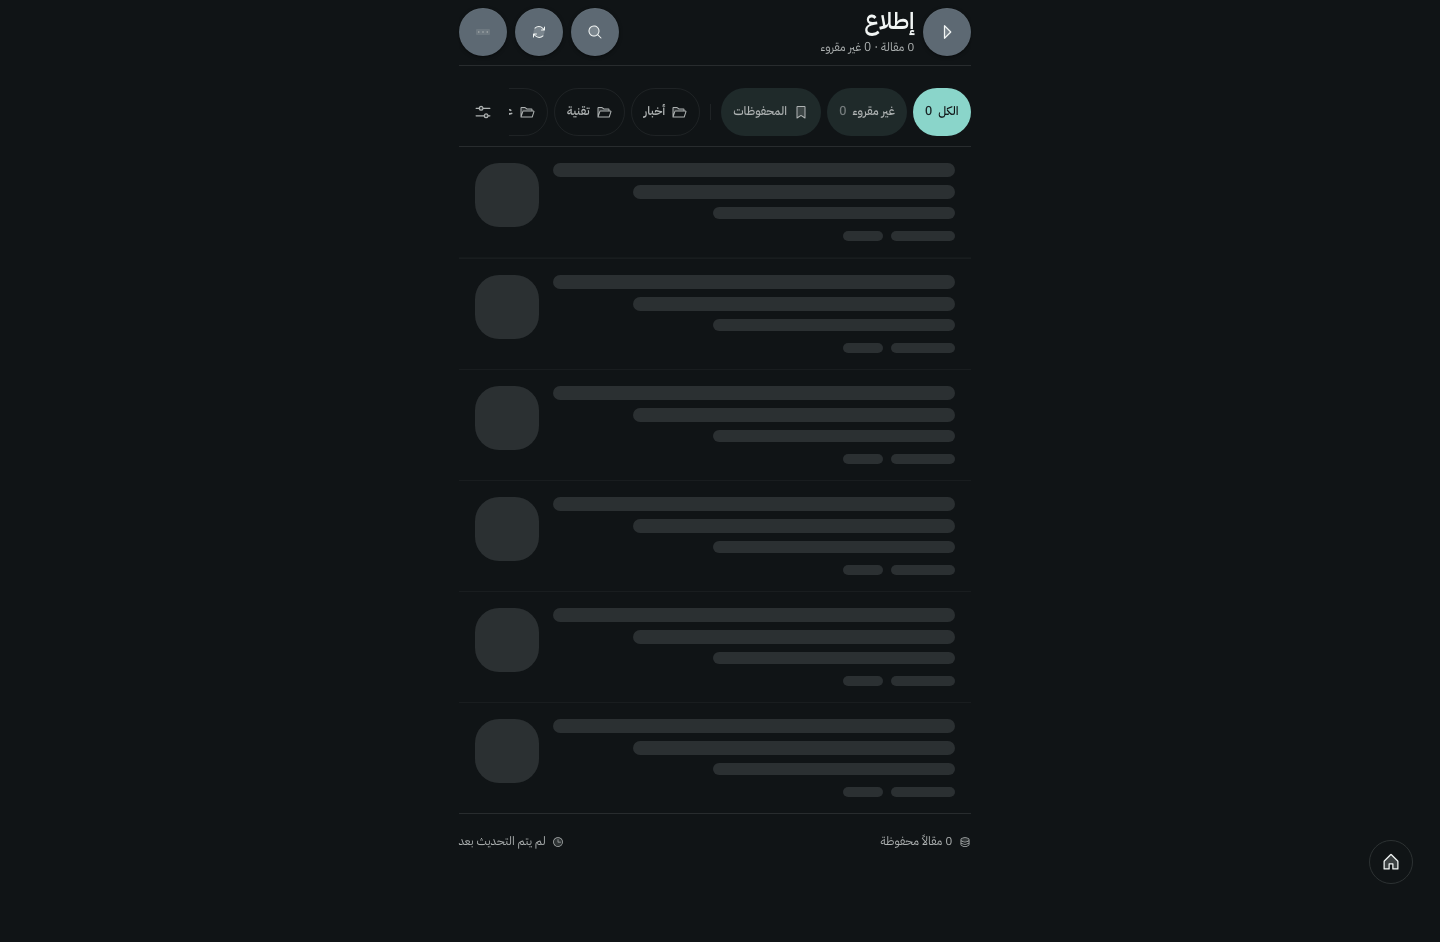 إطلاع
0 مقالة · 0 غير مقروء
الكل 0
غير مقروء 0
المحفوظات
أخبار
تقنية
0 مقالاً محفوظة
لم يتم التحديث بعد